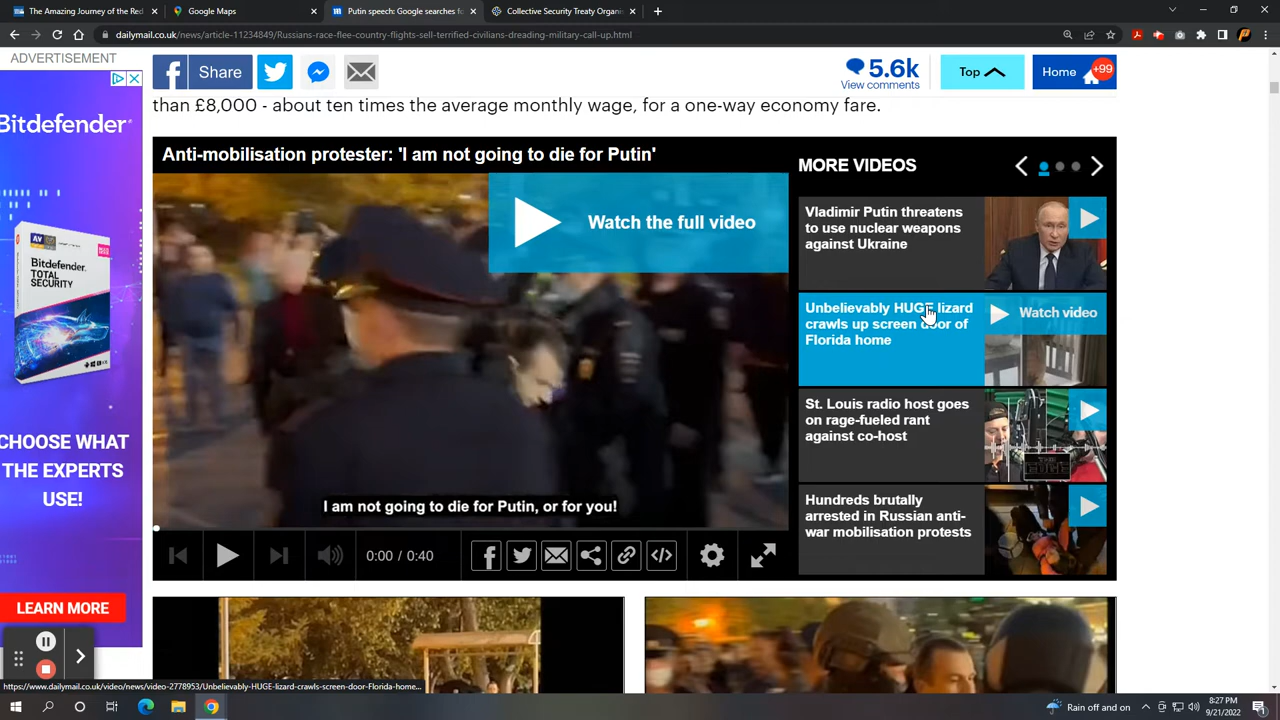 The Amazing Journey of the Red
Google Maps
Putin speech: Google searches fo
Collective Security Treaty Organis
dailymail.co.uk/news/article-11234849/Russians-race-flee-country-flights-sell-terrified-civilians-dreading-military-call-up.html
ADVERTISEMENT
Share
5.6k
View comments
Top
Home
+99
than £8,000 - about ten times the average monthly wage, for a one-way economy fare.
Bitdefender
Bitdefender
TOTAL
SECURITY
CHOOSE WHAT
THE EXPERTS
USE!
LEARN MORE
Anti-mobilisation protester: 'I am not going to die for Putin'
Watch the full video
I am not going to die for Putin, or for you!
0:00 / 0:40
MORE VIDEOS
Vladimir Putin threatens
to use nuclear weapons
against Ukraine
Unbelievably HUGE lizard
crawls up screen door of
Florida home
Watch video
St. Louis radio host goes
on rage-fueled rant
against co-host
Hundreds brutally
arrested in Russian anti-
war mobilisation protests
https://www.dailymail.co.uk/video/news/video-2778953/Unbelievably-HUGE-lizard-crawls-screen-door-Florida-home...
Rain off and on
8:27 PM
9/21/2022